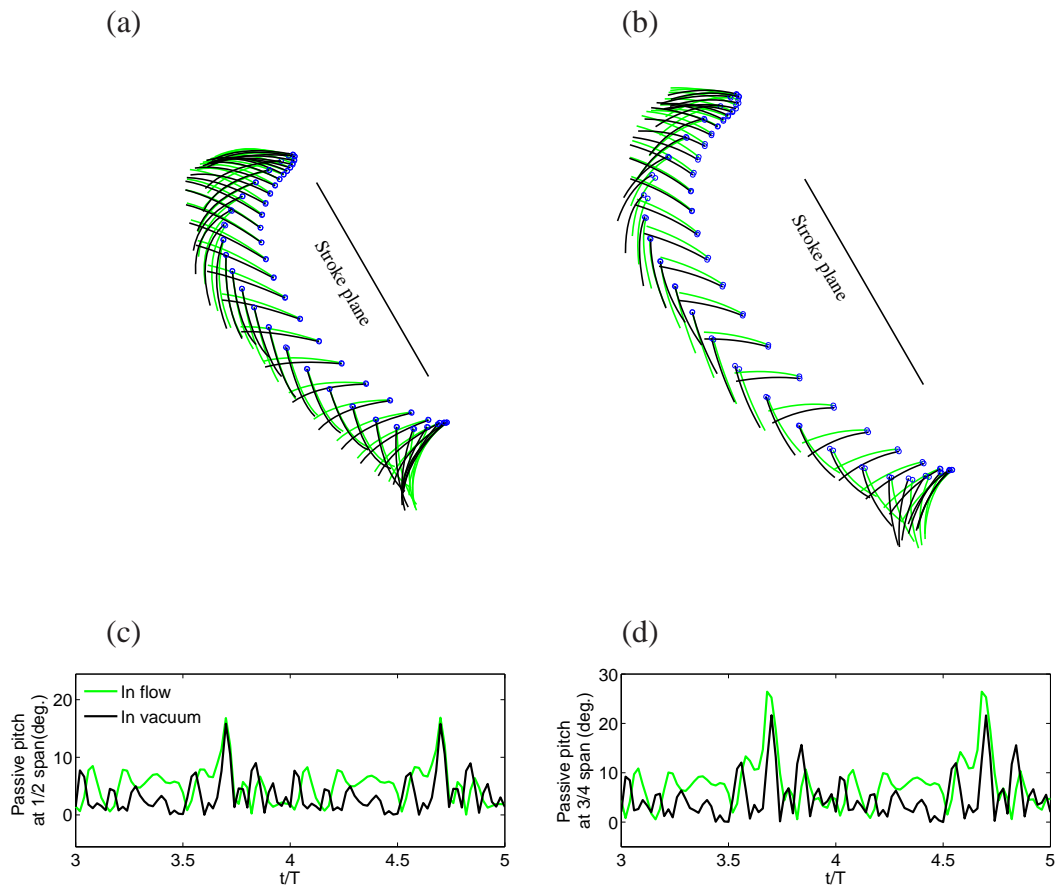 (a)
(b)
Stroke plane
Stroke plane
(c)
(d)
Passive pitch
at 1/2 span(deg.)
20
10
0
In flow
In vacuum
3
3.5
4
4.5
5
t/T
Passive pitch
at 3/4 span (deg.)
30
20
10
0
3
3.5
4
4.5
5
t/T